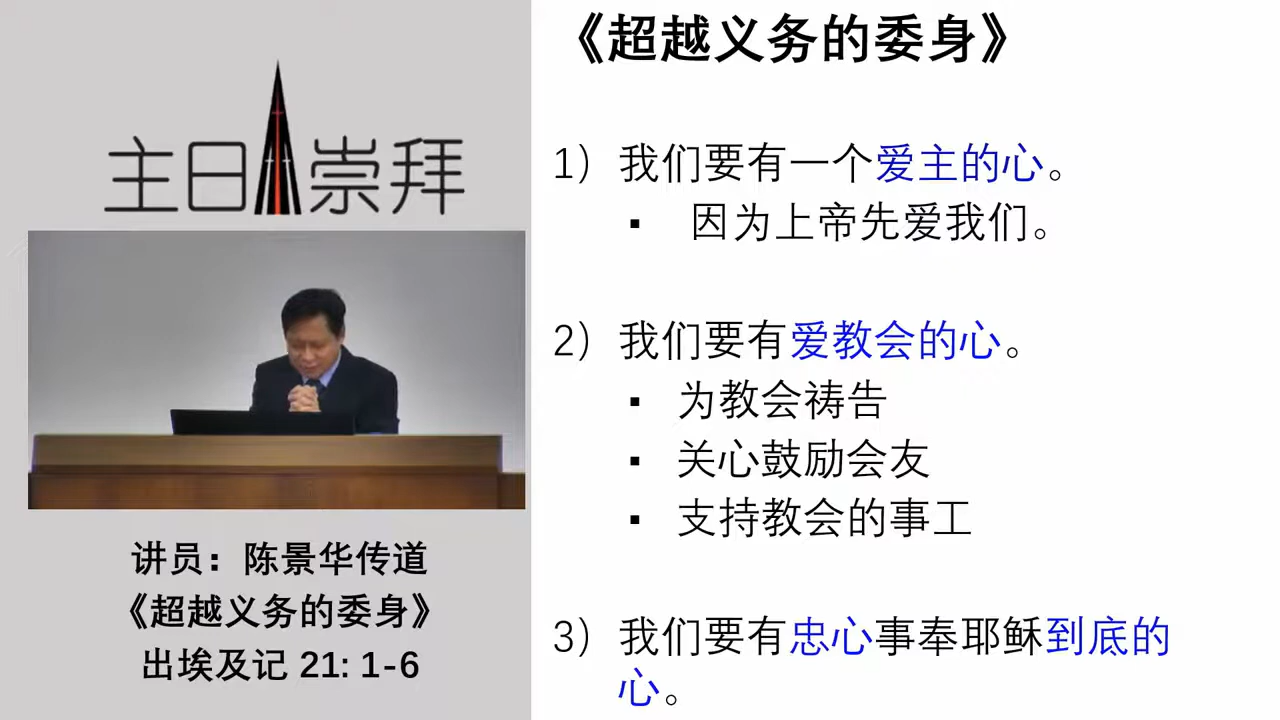 主日崇拜
讲员：陈景华传道
《超越义务的委身》
出埃及记 21: 1-6
《超越义务的委身》
1）我们要有一个爱主的心。
▪ 因为上帝先爱我们。
2）我们要有爱教会的心。
▪ 为教会祷告
▪ 关心鼓励会友
▪ 支持教会的事工
3）我们要有忠心事奉耶稣到底的
心。